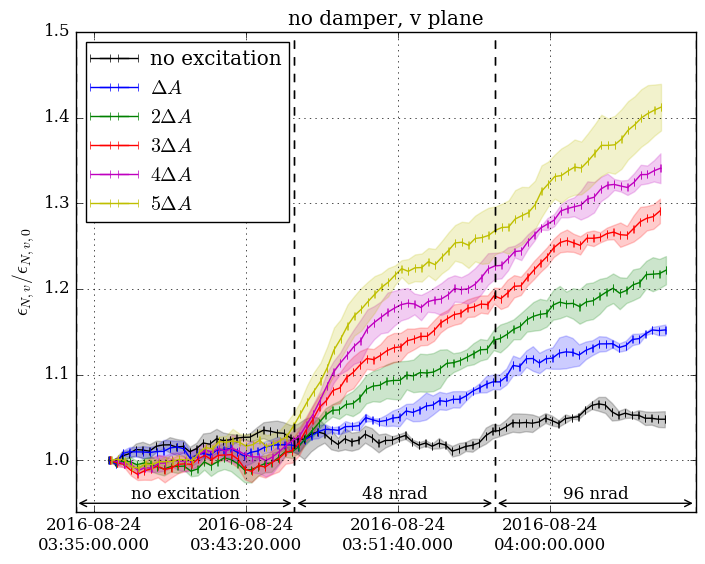 no damper, v plane
1.5
1.4
1.3
1.2
1.1
1.0
ϵN,v/ϵN,v,0
no excitation
ΔA
2ΔA
3ΔA
4ΔA
5ΔA
no excitation
48 nrad
96 nrad
2016-08-24
03:35:00.000
2016-08-24
03:43:20.000
2016-08-24
03:51:40.000
2016-08-24
04:00:00.000